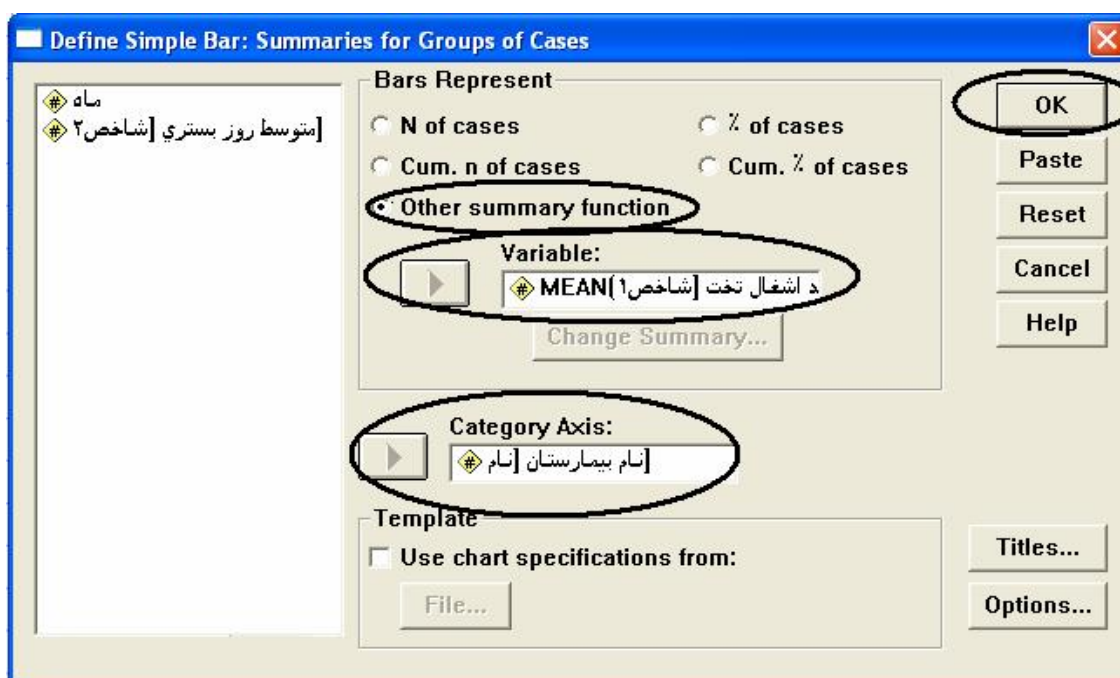 Define Simple Bar: Summaries for Groups of Cases
ماه
متوسط روز بستري [شاخص۲]
Bars Represent
N of cases
% of cases
Cum. n of cases
Cum. % of cases
Other summary function
Variable:
MEAN(د اشغال تخت [شاخص۱
Change Summary...
Category Axis:
نام بيمارستان [نام]
Template
Use chart specifications from:
File...
OK
Paste
Reset
Cancel
Help
Titles...
Options...